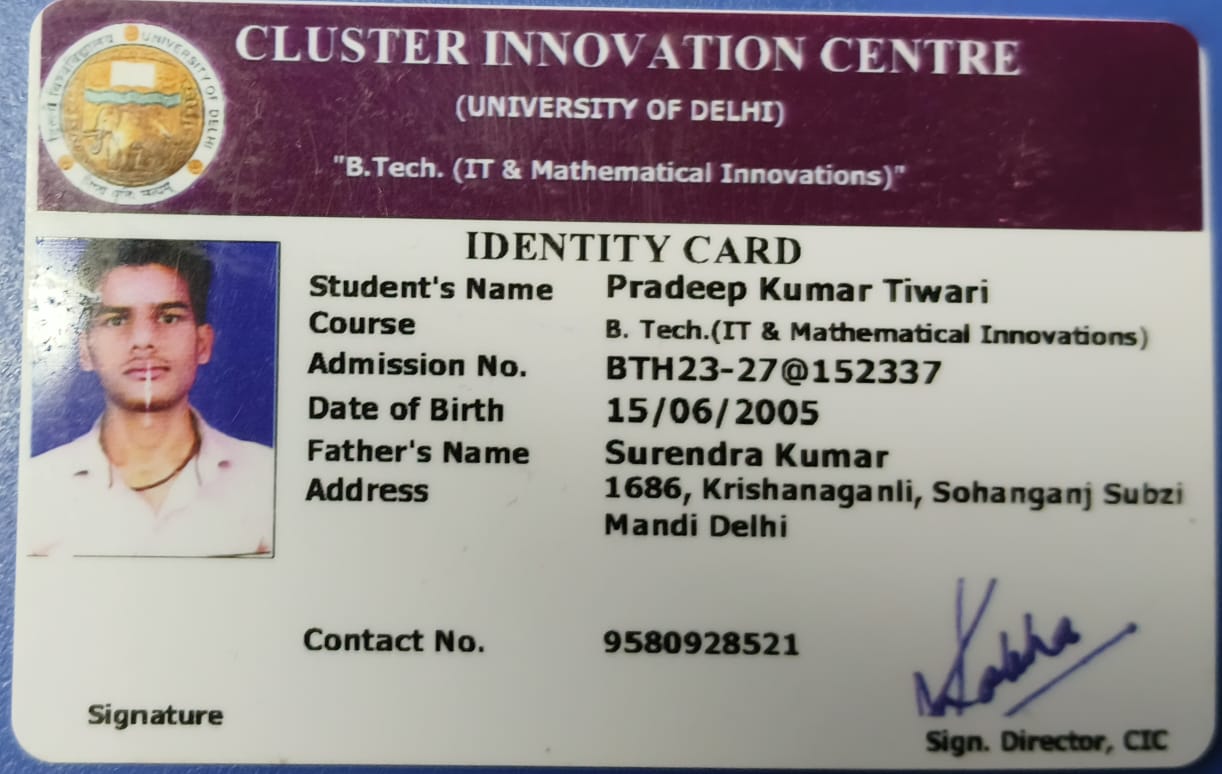 CLUSTER INNOVATION CENTRE
(UNIVERSITY OF DELHI)
"B.Tech. (IT & Mathematical Innovations)"
UNIVERSITY OF DELHI
IDENTITY CARD
Student's Name Pradeep Kumar Tiwari
Course B. Tech.(IT & Mathematical Innovations)
Admission No. BTH23-27@152337
Date of Birth 15/06/2005
Father's Name Surendra Kumar
Address 1686, Krishanaganli, Sohanganj Subzi
Mandi Delhi
Contact No. 9580928521
Signature
Sign. Director, CIC